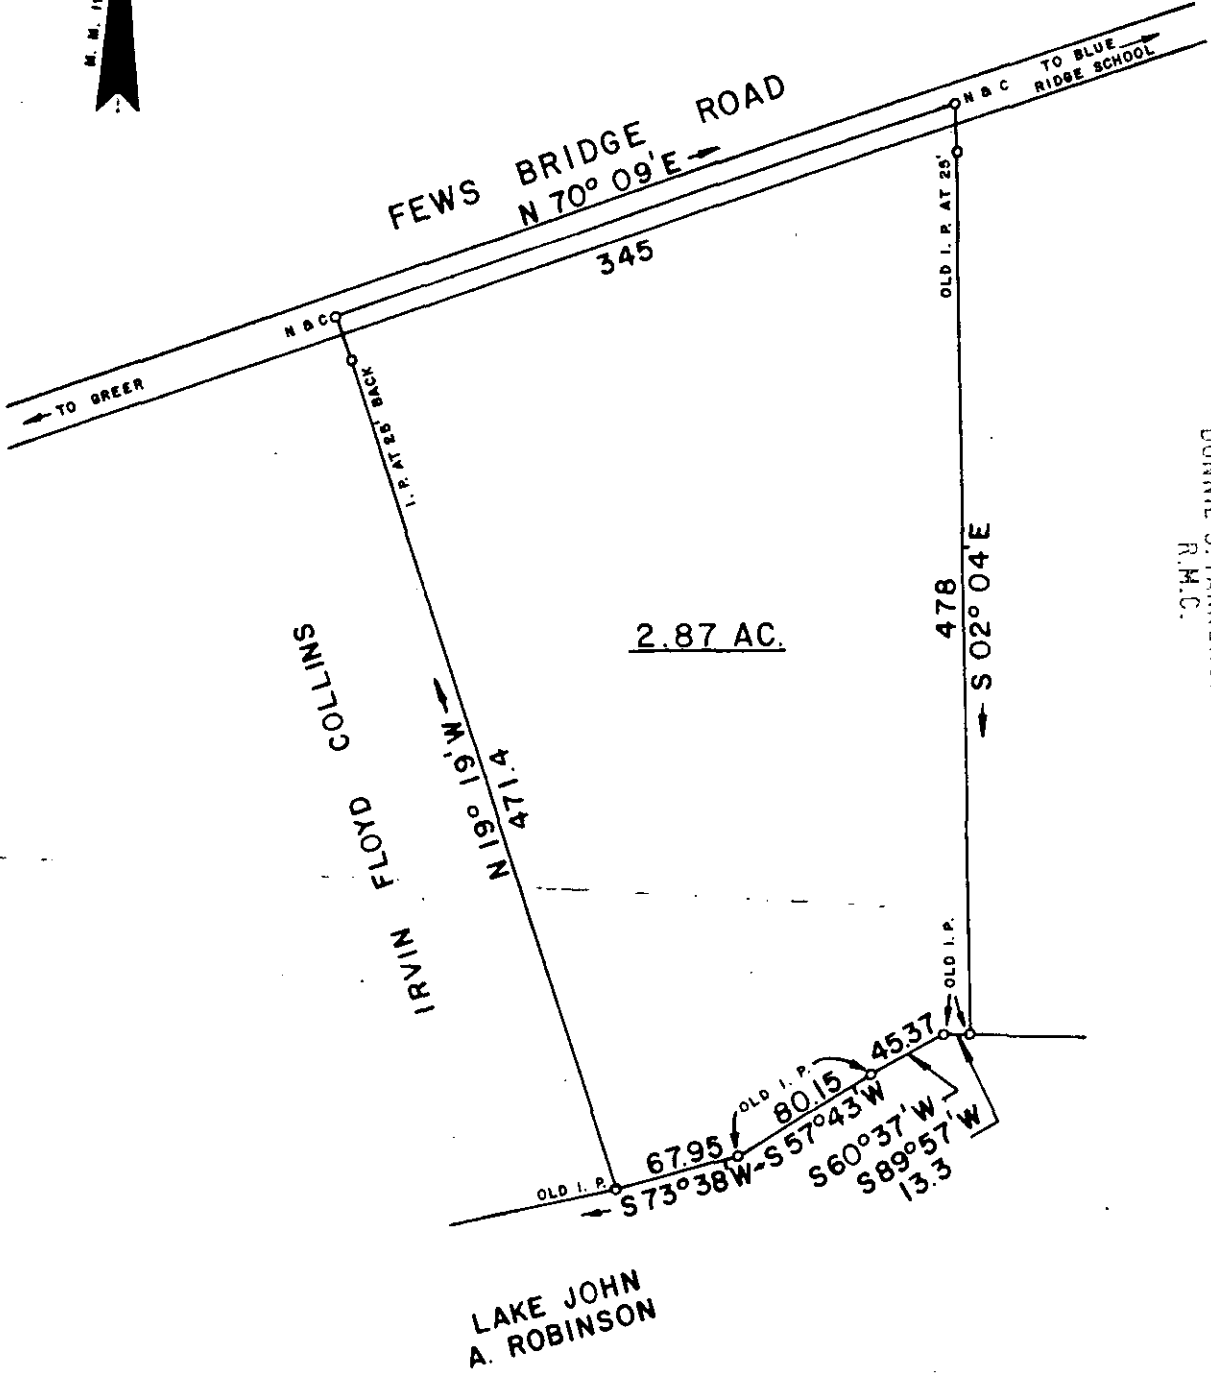 FEWS BRIDGE ROAD
N 70° 09' E
345
N & C
TO BLUE
RIDGE SCHOOL
N & C
TO GREER
I. P. AT 25' BACK
OLD I. P. AT 25'
478
S 02° 04' E
R.M.C.
2.87 AC.
IRVIN FLOYD COLLINS
N 19° 19' W
471.4
OLD I. P.
45.37
OLD I. P.
80.15
67.95
OLD I. P.
S 73° 38' W
S 57° 43' W
S 60° 37' W
S 89° 57' W
13.3
LAKE JOHN
A. ROBINSON